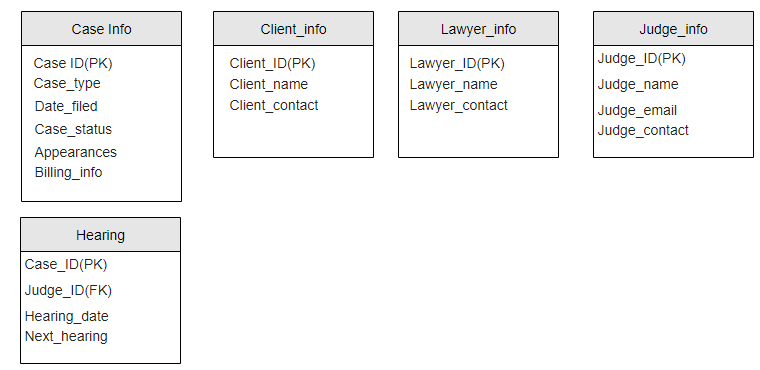 Case Info
Case ID(PK)
Case_type
Date_filed
Case_status
Appearances
Billing_info
Client_info
Client_ID(PK)
Client_name
Client_contact
Lawyer_info
Lawyer_ID(PK)
Lawyer_name
Lawyer_contact
Judge_info
Judge_ID(PK)
Judge_name
Judge_email
Judge_contact
Hearing
Case_ID(PK)
Judge_ID(FK)
Hearing_date
Next_hearing